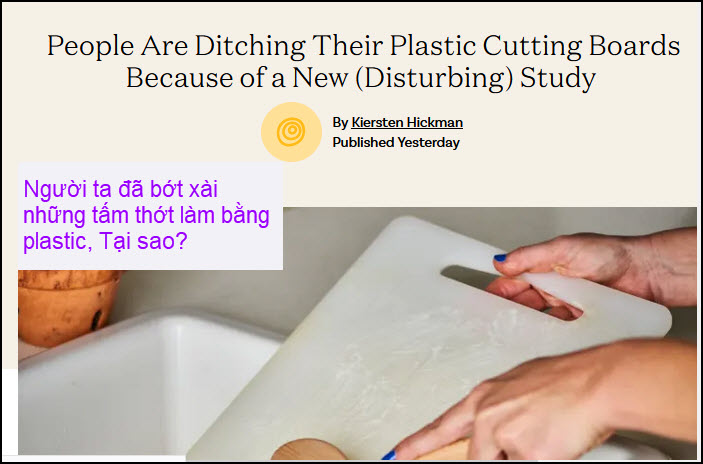 People Are Ditching Their Plastic Cutting Boards
Because of a New (Disturbing) Study
By Kiersten Hickman
Published Yesterday
Người ta đã bớt xài
những tấm thớt làm bằng
plastic, Tại sao?